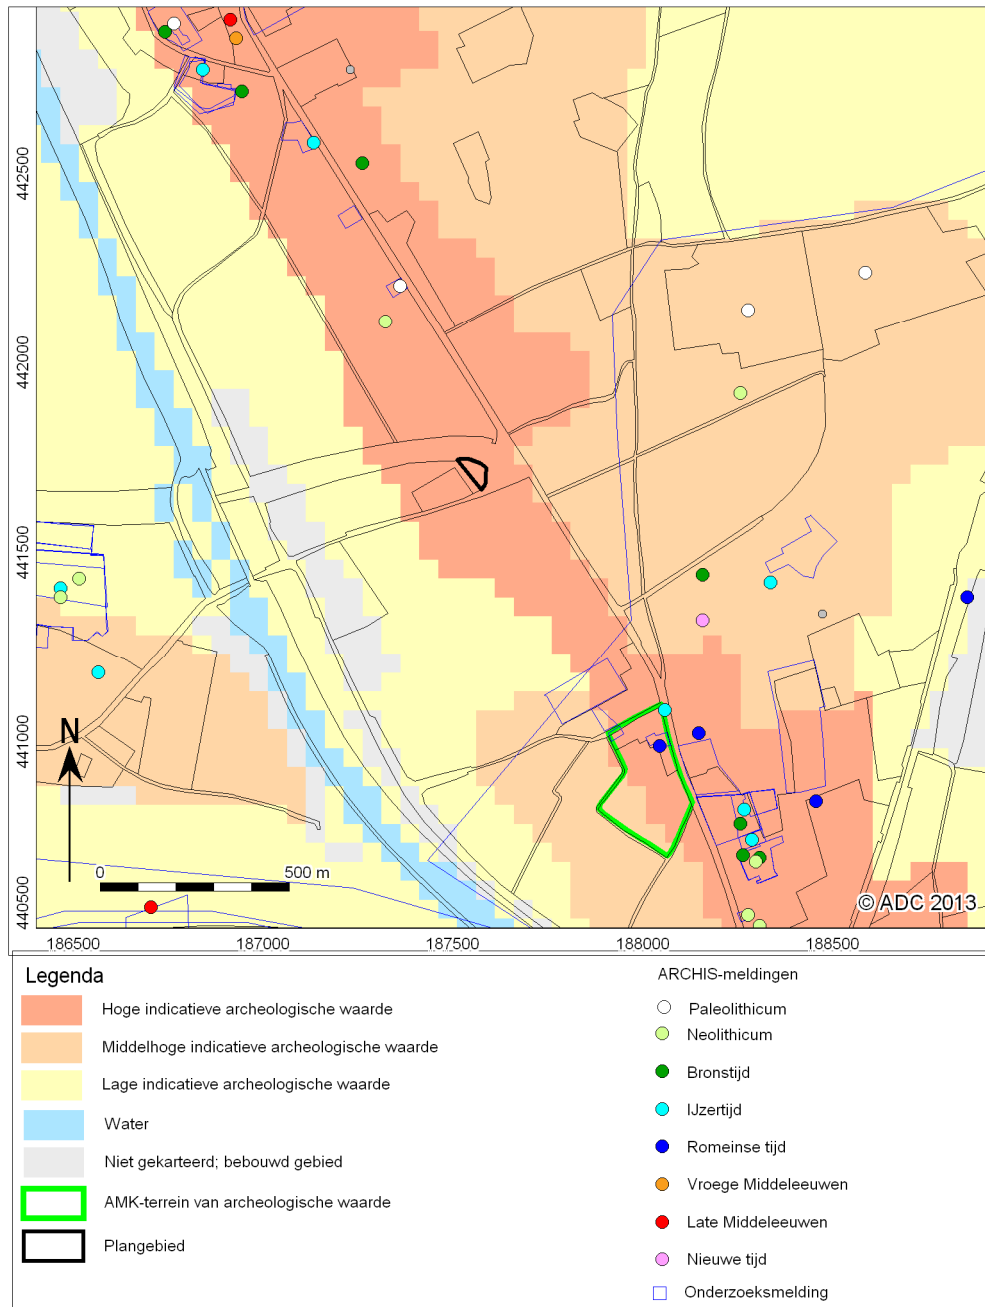 442500
442000
441500
441000
440500
N
0 500 m
© ADC 2013
186500 187000 187500 188000 188500
Legenda
Hoge indicatieve archeologische waarde
Middelhoge indicatieve archeologische waarde
Lage indicatieve archeologische waarde
Water
Niet gekarteerd; bebouwd gebied
AMK-terrein van archeologische waarde
Plangebied
ARCHIS-meldingen
Paleolithicum
Neolithicum
Bronstijd
IJzertijd
Romeinse tijd
Vroege Middeleeuwen
Late Middeleeuwen
Nieuwe tijd
Onderzoeksmelding